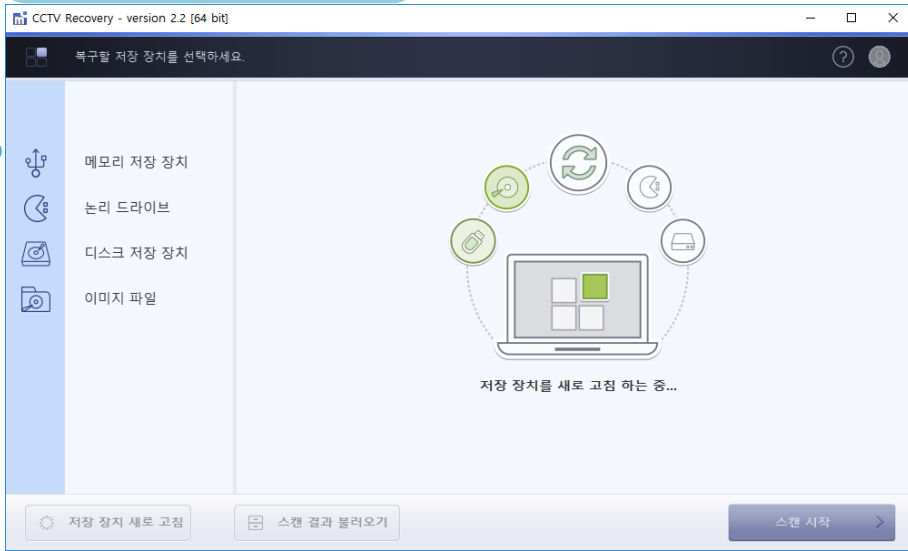 CCTV Recovery - version 2.2 [64 bit]
복구할 저장 장치를 선택하세요.
메모리 저장 장치
논리 드라이브
디스크 저장 장치
이미지 파일
저장 장치를 새로 고침 하는 중...
저장 장치 새로 고침
스캔 결과 불러오기
스캔 시작